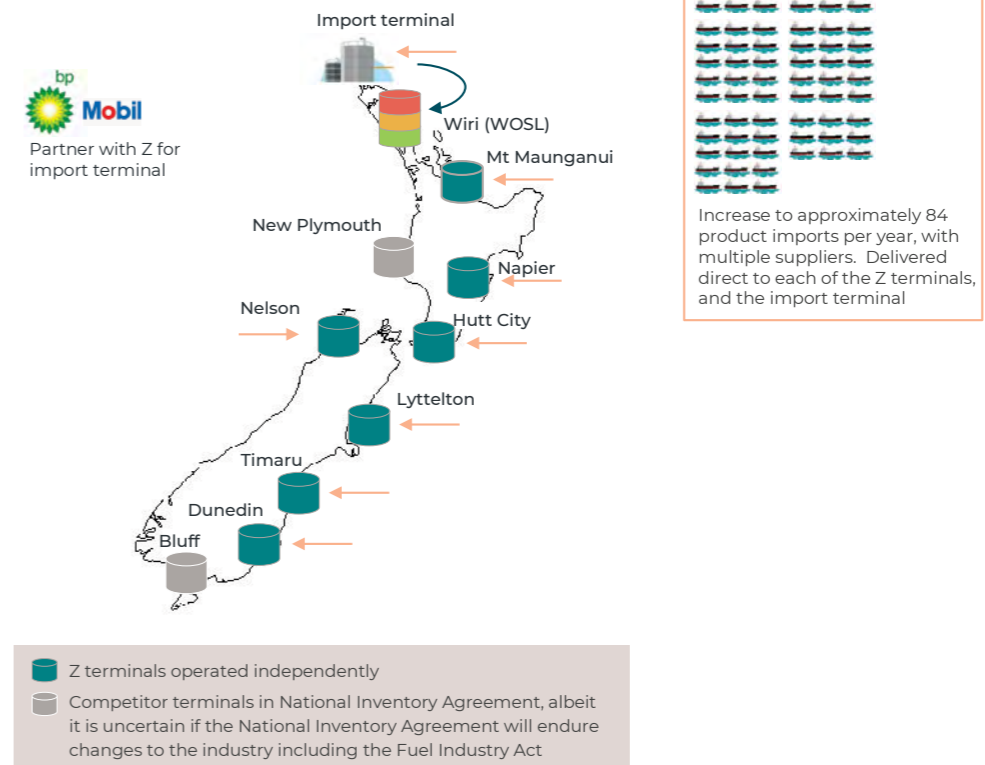 Import terminal
bp
Mobil
Partner with Z for
import terminal
Wiri (WOSL)
Mt Maunganui
New Plymouth
Napier
Nelson
Hutt City
Lyttelton
Timaru
Dunedin
Bluff
Increase to approximately 84
product imports per year, with
multiple suppliers. Delivered
direct to each of the Z terminals,
and the import terminal
Z terminals operated independently
Competitor terminals in National Inventory Agreement, albeit
it is uncertain if the National Inventory Agreement will endure
changes to the industry including the Fuel Industry Act